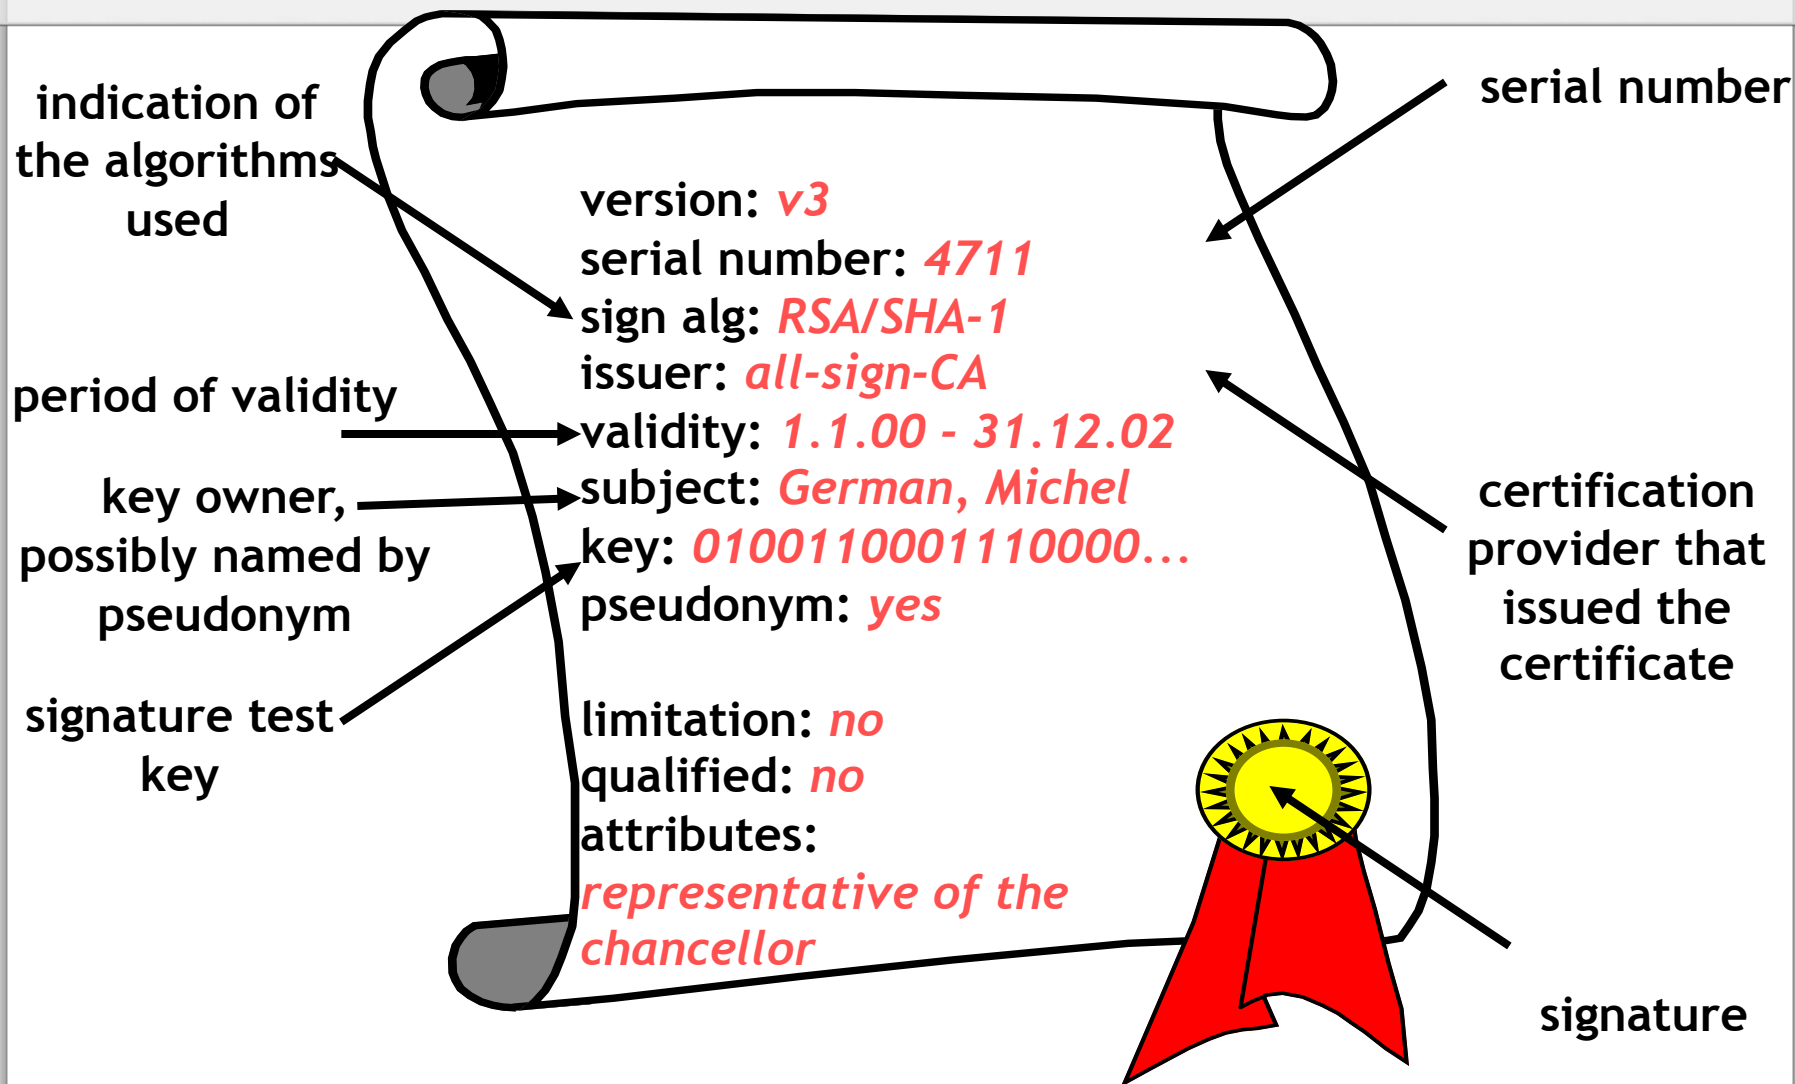 indication of
the algorithms
used
period of validity
key owner,
possibly named by
pseudonym
signature test
key
version: v3
serial number: 4711
sign alg: RSA/SHA-1
issuer: all-sign-CA
validity: 1.1.00 - 31.12.02
subject: German, Michel
key: 0100110001110000...
pseudonym: yes
limitation: no
qualified: no
attributes:
representative of the
chancellor
serial number
certification
provider that
issued the
certificate
signature